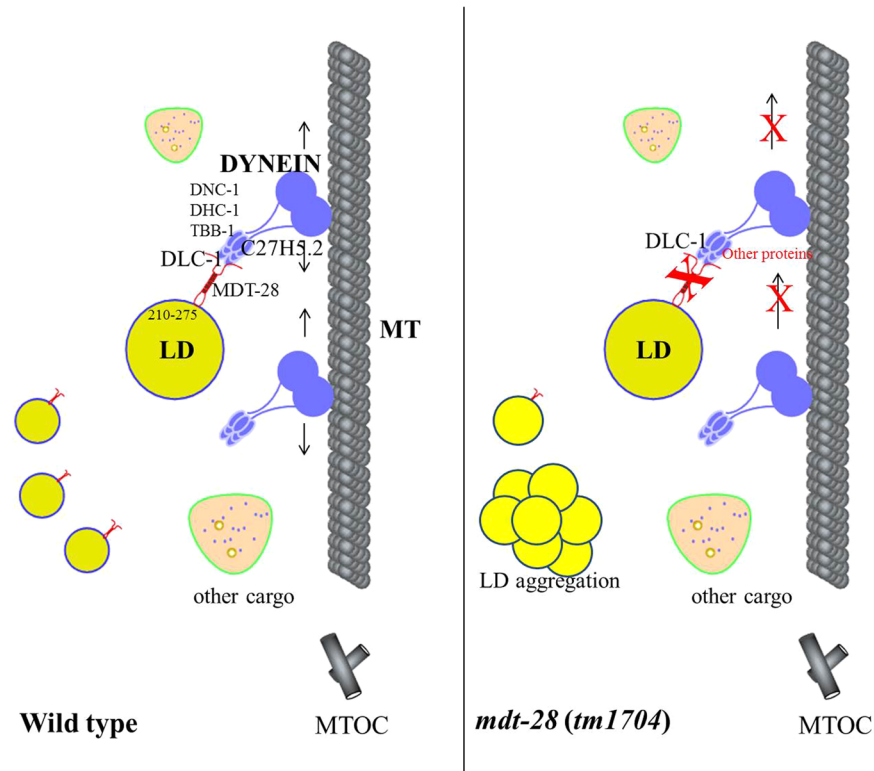 DYNEIN
DNC-1
DHC-1
TBB-1
C27H5.2
DLC-1
MDT-28
210-275
LD
MT
other cargo
MTOC
Wild type
X
DLC-1
Other proteins
X
X
LD
LD aggregation
other cargo
MTOC
mdt-28 (tm1704)